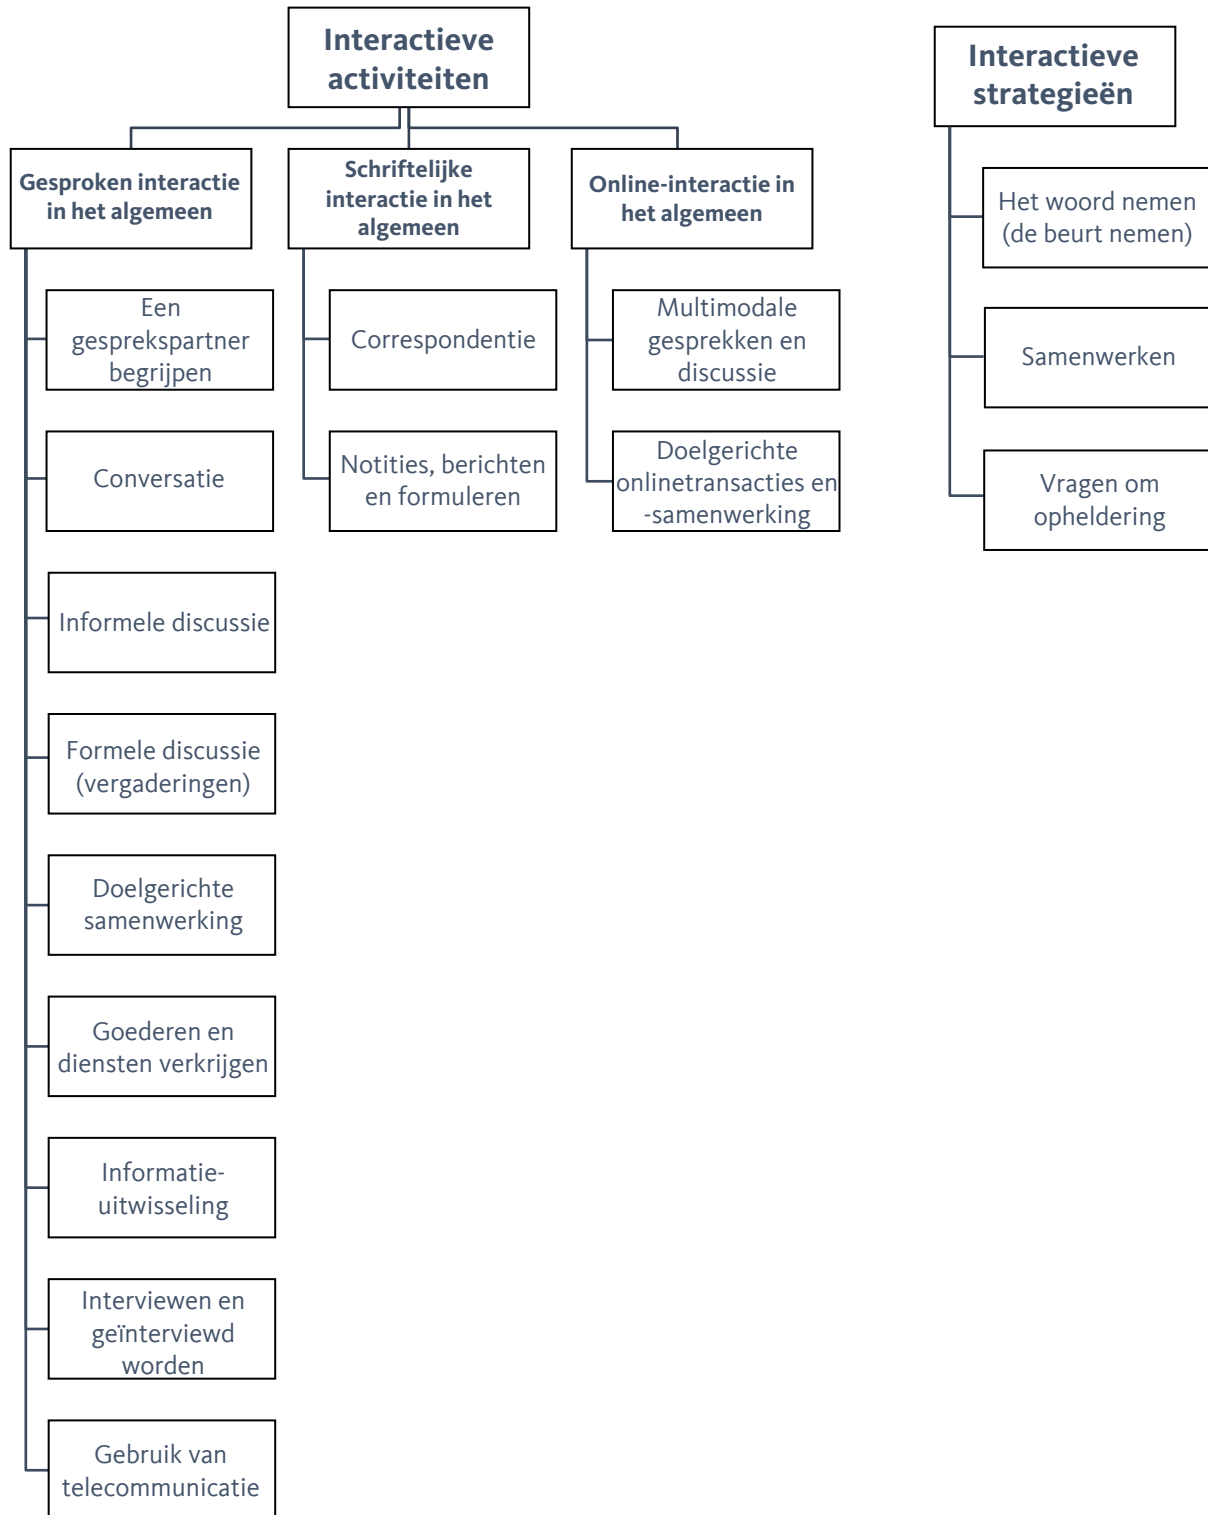 Interactieve
activiteiten
Gesproken interactie
in het algemeen
Een
gesprekspartner
begrijpen
Conversatie
Informele discussie
Formele discussie
(vergaderingen)
Doelgerichte
samenwerking
Goederen en
diensten verkrijgen
Informatie-
uitwisseling
Interviewen en
geïnterviewd
worden
Gebruik van
telecommunicatie
Schriftelijke
interactie in het
algemeen
Correspondentie
Notities, berichten
en formuleren
Online-interactie in
het algemeen
Multimodale
gesprekken en
discussie
Doelgerichte
onlinetransacties en
-samenwerking
Interactieve
strategieën
Het woord nemen
(de beurt nemen)
Samenwerken
Vragen om
opheldering